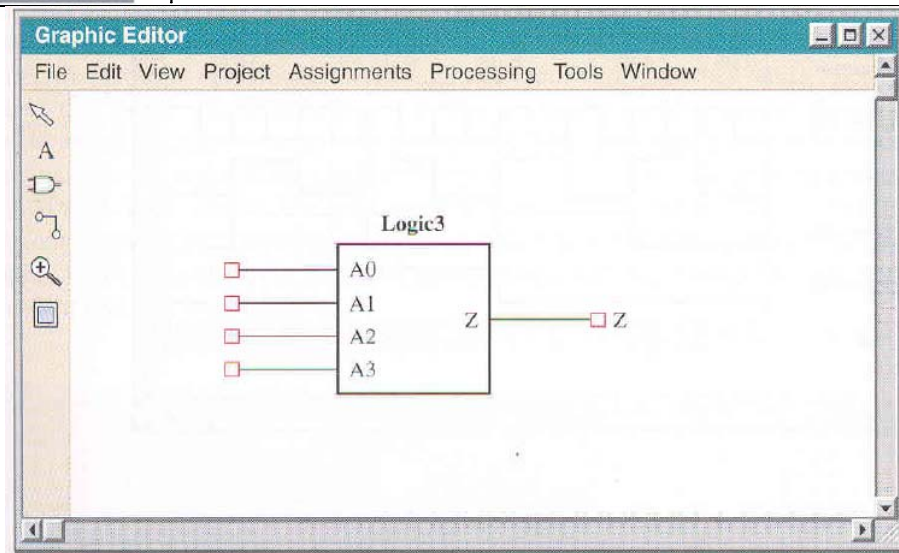 Graphic Editor
File Edit View Project Assignments Processing Tools Window
A
Logic3
A0
A1
A2
A3
Z
Z